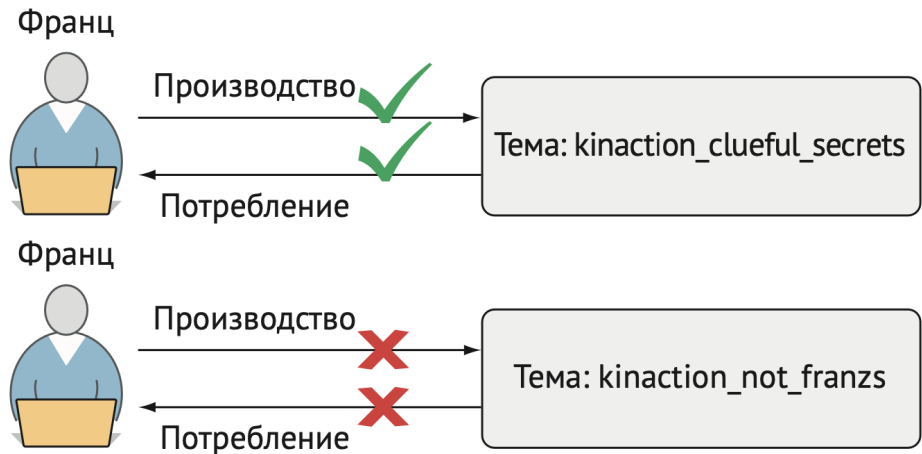 Франц
Производство
Тема: kinaction_clueful_secrets
Потребление
Франц
Производство
Тема: kinaction_not_franzs
Потребление